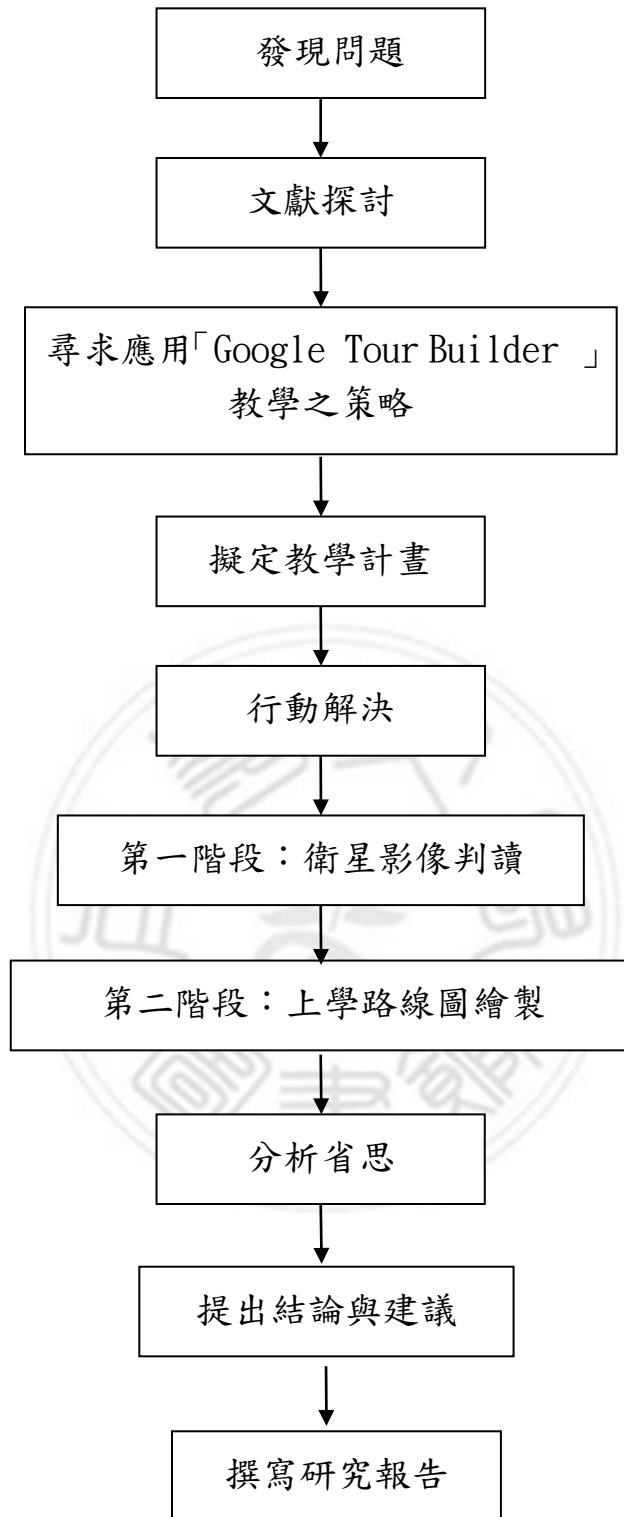 發現問題
文獻探討
尋求應用「Google Tour Builder 」
教學之策略
擬定教學計畫
行動解決
第一階段：衛星影像判讀
第二階段：上學路線圖繪製
分析省思
提出結論與建議
撰寫研究報告